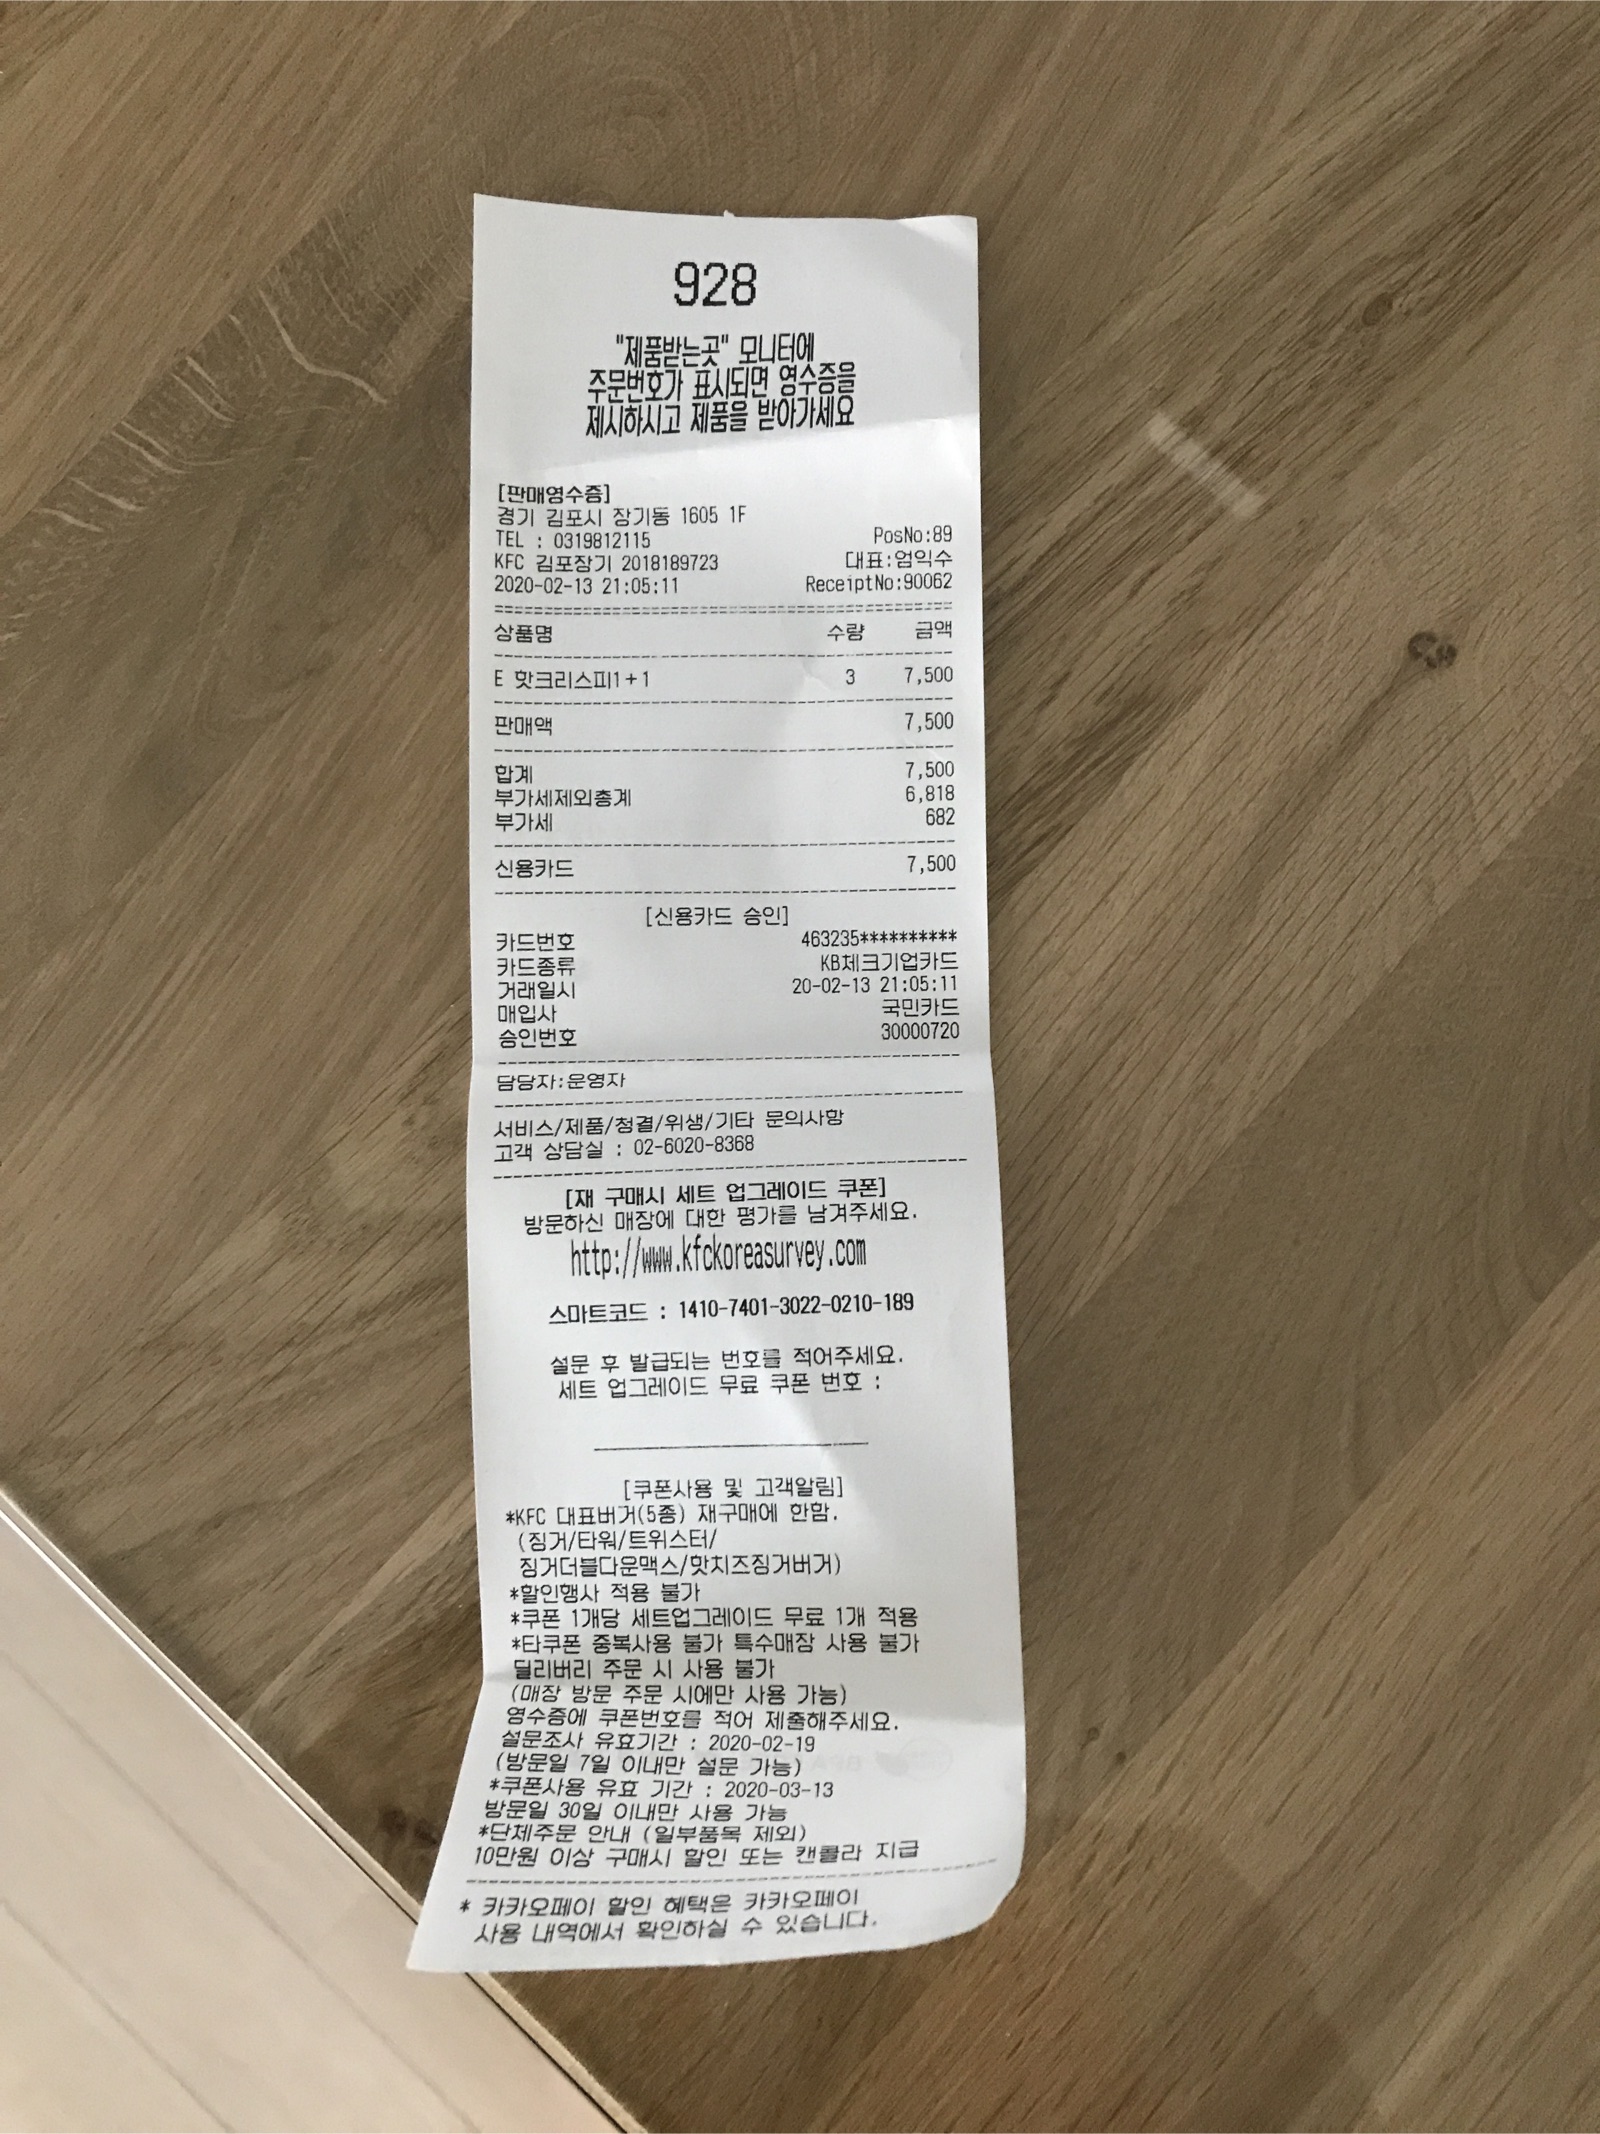 928
"제품받는곳" 모니터에
주문번호가 표시되면 영수증을
제시하시고 제품을 받아가세요
[판매영수증]
경기 김포시 장기동 1605 1F
TEL : 0319812115 PosNo:89
KFC 김포장기 2018189723 대표:엄익수
2020-02-13 21:05:11 ReceiptNo:90062
상품명 수량 금액
E 핫크리스피1+1 3 7,500
판매액 7,500
합계 7,500
부가세제외총계 6,818
부가세 682
신용카드 7,500
[신용카드 승인]
카드번호 463235**********
카드종류 KB체크기업카드
거래일시 20-02-13 21:05:11
매입사 국민카드
승인번호 30000720
담당자:운영자
서비스/제품/청결/위생/기타 문의사항
고객 상담실 : 02-6020-8368
[재 구매시 세트 업그레이드 쿠폰]
방문하신 매장에 대한 평가를 남겨주세요.
http://www.kfckoreasurvey.com
스마트코드 : 1410-7401-3022-0210-189
설문 후 발급되는 번호를 적어주세요.
세트 업그레이드 무료 쿠폰 번호 :
[쿠폰사용 및 고객알림]
*KFC 대표버거(5종) 재구매에 한함.
(징거/타워/트위스터/
징거더블다운맥스/핫치즈징거버거)
*할인행사 적용 불가
*쿠폰 1개당 세트업그레이드 무료 1개 적용
*타쿠폰 중복사용 불가 특수매장 사용 불가
딜리버리 주문 시 사용 불가
(매장 방문 주문 시에만 사용 가능)
영수증에 쿠폰번호를 적어 제출해주세요.
설문조사 유효기간 : 2020-02-19
(방문일 7일 이내만 설문 가능)
*쿠폰사용 유효 기간 : 2020-03-13
방문일 30일 이내만 사용 가능
*단체주문 안내 (일부품목 제외)
10만원 이상 구매시 할인 또는 캔콜라 지급
* 카카오페이 할인 혜택은 카카오페이
사용 내역에서 확인하실 수 있습니다.